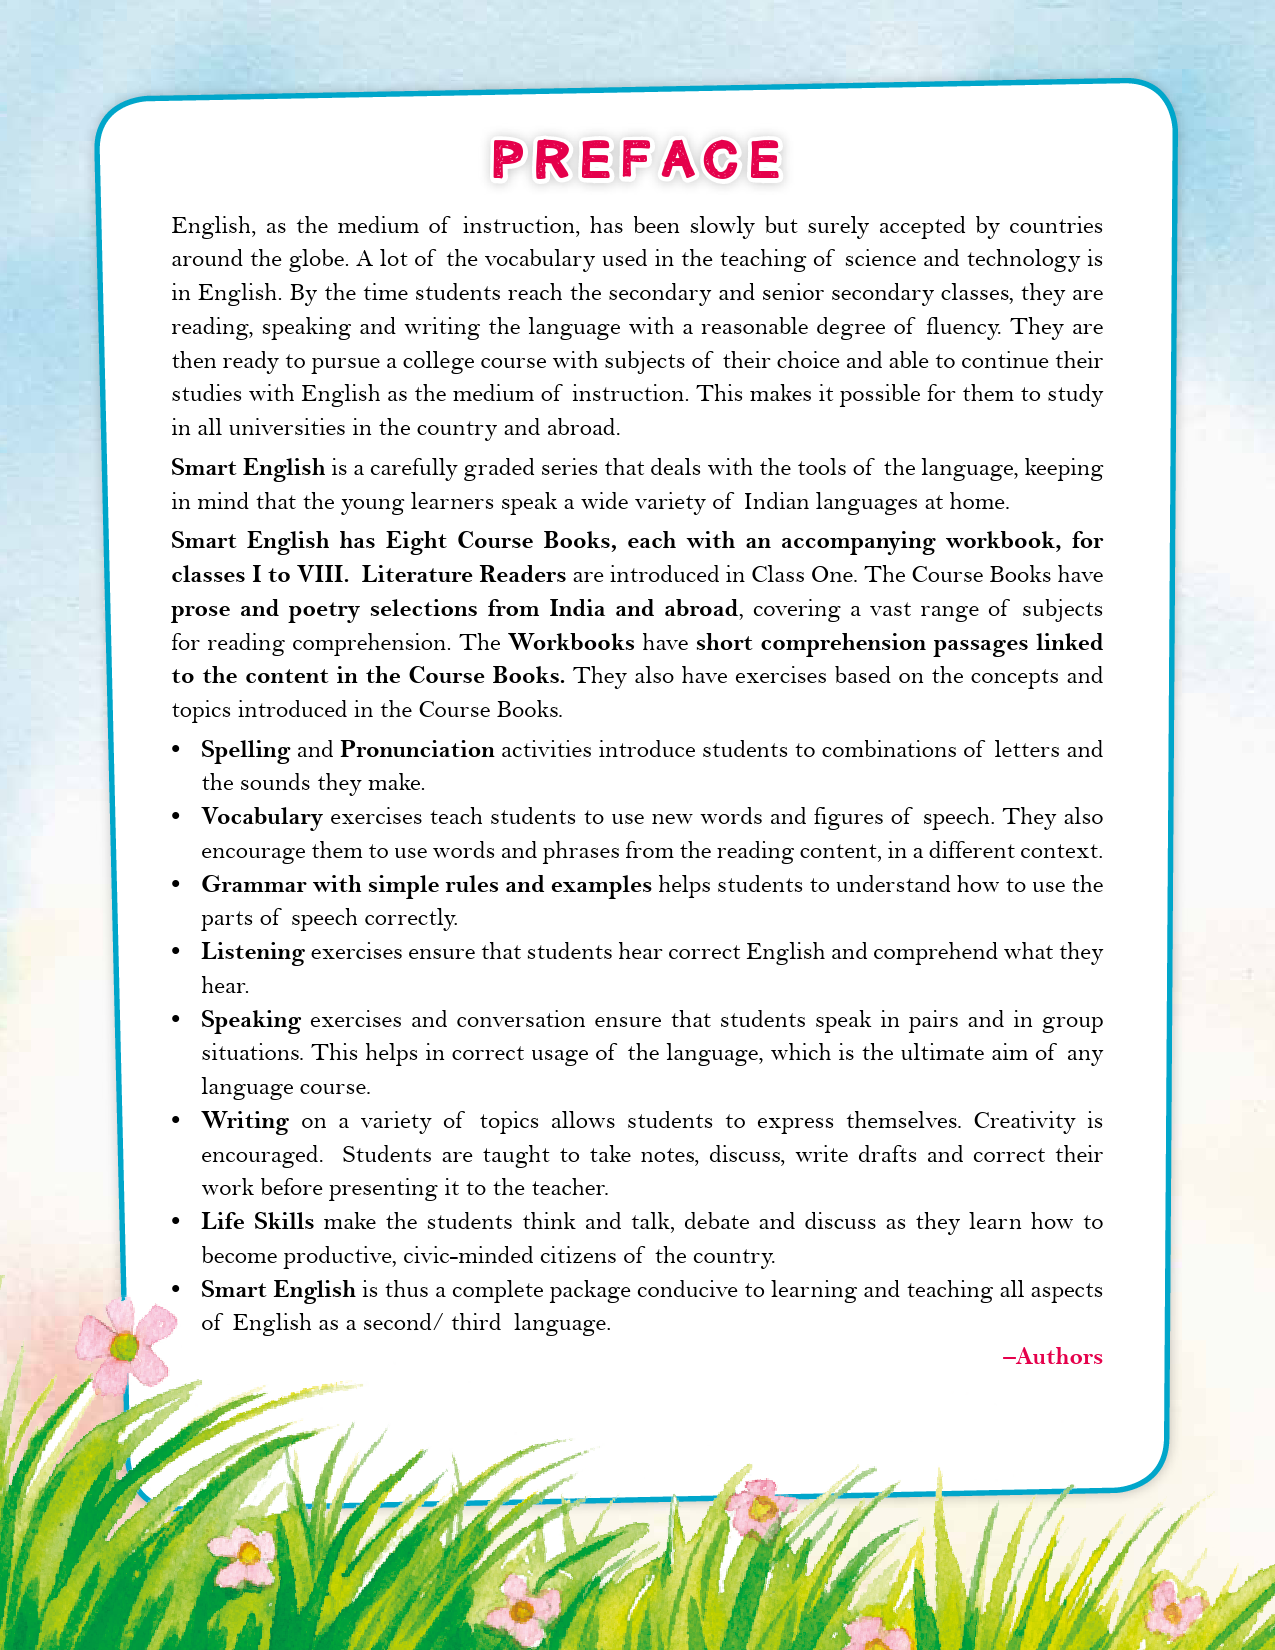 PREFACE
English, as the medium of instruction, has been slowly but surely accepted by countries
around the globe. A lot of the vocabulary used in the teaching of science and technology is
in English. By the time students reach the secondary and senior secondary classes, they are
reading, speaking and writing the language with a reasonable degree of fluency. They are
then ready to pursue a college course with subjects of their choice and able to continue their
studies with English as the medium of instruction. This makes it possible for them to study
in all universities in the country and abroad.
Smart English is a carefully graded series that deals with the tools of the language, keeping
in mind that the young learners speak a wide variety of Indian languages at home.
Smart English has Eight Course Books, each with an accompanying workbook, for
classes I to VIII. Literature Readers are introduced in Class One. The Course Books have
prose and poetry selections from India and abroad, covering a vast range of subjects
for reading comprehension. The Workbooks have short comprehension passages linked
to the content in the Course Books. They also have exercises based on the concepts and
topics introduced in the Course Books.
• Spelling and Pronunciation activities introduce students to combinations of letters and
the sounds they make.
• Vocabulary exercises teach students to use new words and figures of speech. They also
encourage them to use words and phrases from the reading content, in a different context.
• Grammar with simple rules and examples helps students to understand how to use the
parts of speech correctly.
• Listening exercises ensure that students hear correct English and comprehend what they
hear.
• Speaking exercises and conversation ensure that students speak in pairs and in group
situations. This helps in correct usage of the language, which is the ultimate aim of any
language course.
• Writing on a variety of topics allows students to express themselves. Creativity is
encouraged. Students are taught to take notes, discuss, write drafts and correct their
work before presenting it to the teacher.
• Life Skills make the students think and talk, debate and discuss as they learn how to
become productive, civic-minded citizens of the country.
• Smart English is thus a complete package conducive to learning and teaching all aspects
of English as a second/ third language.
–Authors